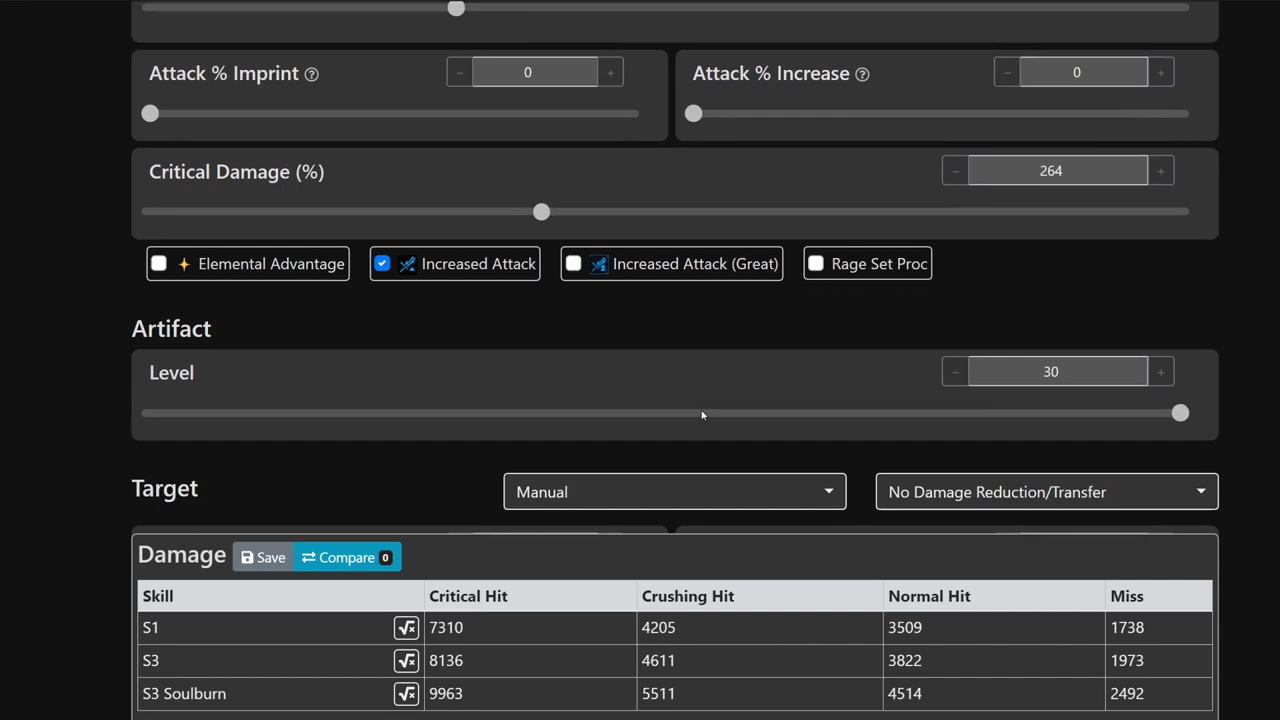 Attack % Imprint ? - 0 + Attack % Increase ? - 0 +
Critical Damage (%) - 264 +
Elemental Advantage Increased Attack Increased Attack (Great) Rage Set Proc
Artifact
Level - 30 +
Target Manual No Damage Reduction/Transfer
Damage Save Compare 0
Skill Critical Hit Crushing Hit Normal Hit Miss
S1 √x 7310 4205 3509 1738
S3 √x 8136 4611 3822 1973
S3 Soulburn √x 9963 5511 4514 2492